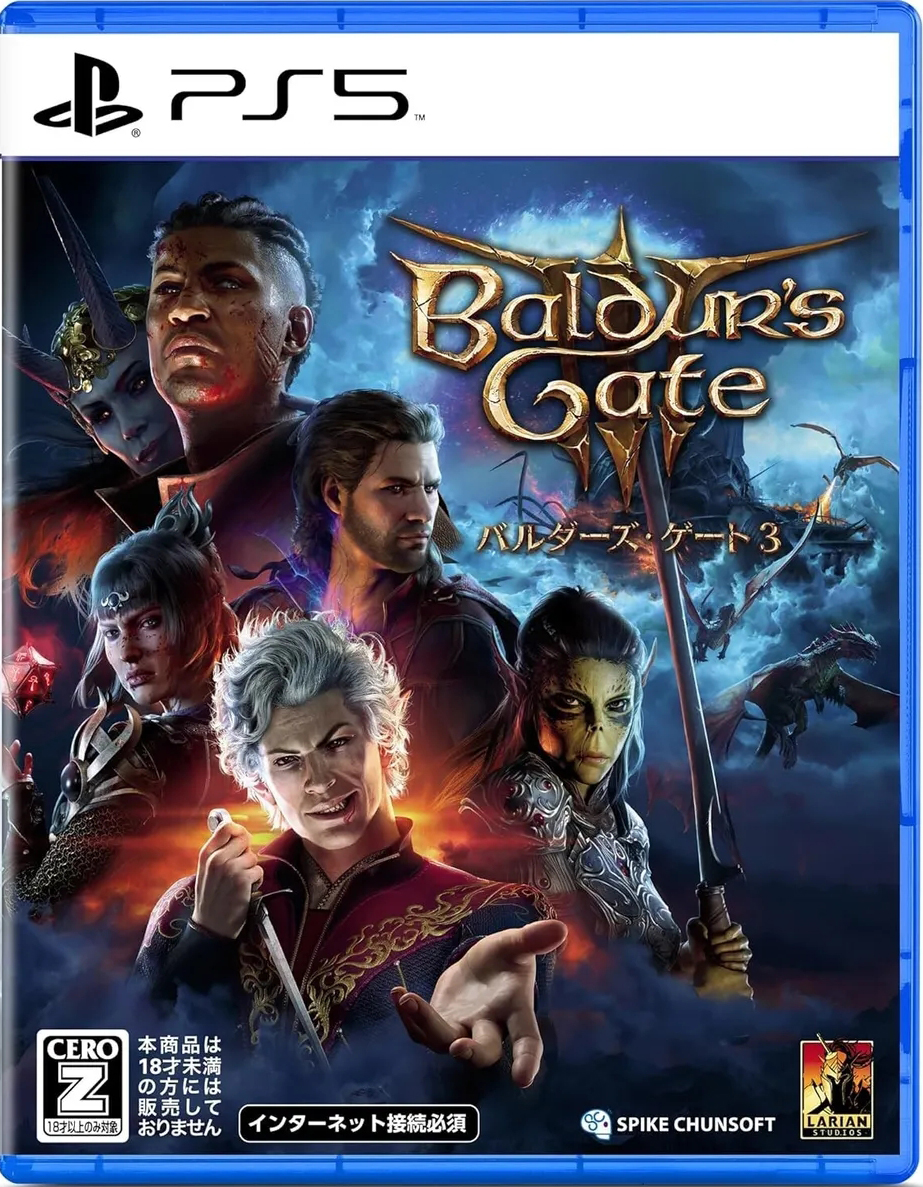 PS5
Baldur's
Gate
III
バルダーズ・ゲート3
CERO
Z
18才以上のみ対象
本商品は
18才未満
の方には
販売して
おりません
インターネット接続必須
SPIKE CHUNSOFT
LARIAN
STUDIOS